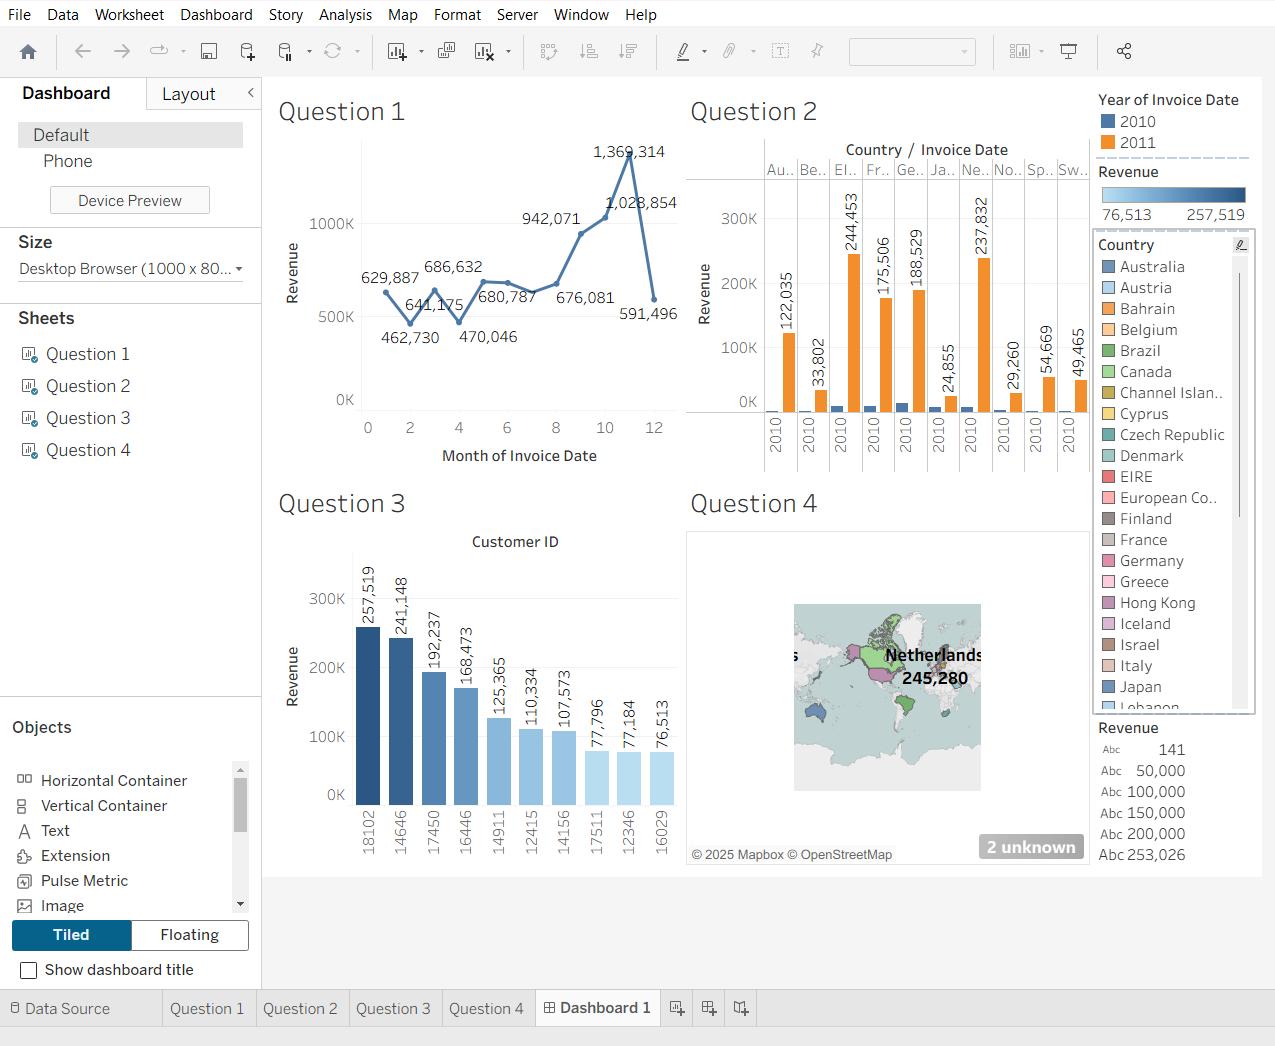 File Data Worksheet Dashboard Story Analysis Map Format Server Window Help
Dashboard Layout
Default
Phone
Device Preview
Size
Desktop Browser (1000 x 80...
Sheets
Question 1
Question 2
Question 3
Question 4
Objects
Horizontal Container
Vertical Container
Text
Extension
Pulse Metric
Image
Tiled Floating
Show dashboard title
Question 1
1,369,314
1,028,854
942,071
629,887
686,632
641,175
680,787
676,081
591,496
462,730
470,046
1000K
500K
0K
Revenue
0 2 4 6 8 10 12
Month of Invoice Date
Question 2
Country / Invoice Date
Au.. Be.. El.. Fr.. Ge.. Ja.. Ne.. No.. Sp.. Sw..
300K
200K
100K
0K
Revenue
122,035
33,802
244,453
175,506
188,529
24,855
237,832
29,260
54,669
49,465
2010 2010 2010 2010 2010 2010 2010 2010 2010 2010
Question 3
Customer ID
300K
200K
100K
0K
Revenue
257,519
241,148
192,237
168,473
125,365
110,334
107,573
77,796
77,184
76,513
18102 14646 17450 16446 14911 12415 14156 17511 12346 16029
Question 4
s
Netherlands
245,280
© 2025 Mapbox © OpenStreetMap
2 unknown
Year of Invoice Date
2010
2011
Revenue
76,513 257,519
Country
Australia
Austria
Bahrain
Belgium
Brazil
Canada
Channel Islan..
Cyprus
Czech Republic
Denmark
EIRE
European Co..
Finland
France
Germany
Greece
Hong Kong
Iceland
Israel
Italy
Japan
Lebanon
Revenue
Abc 141
Abc 50,000
Abc 100,000
Abc 150,000
Abc 200,000
Abc 253,026
Data Source Question 1 Question 2 Question 3 Question 4 Dashboard 1